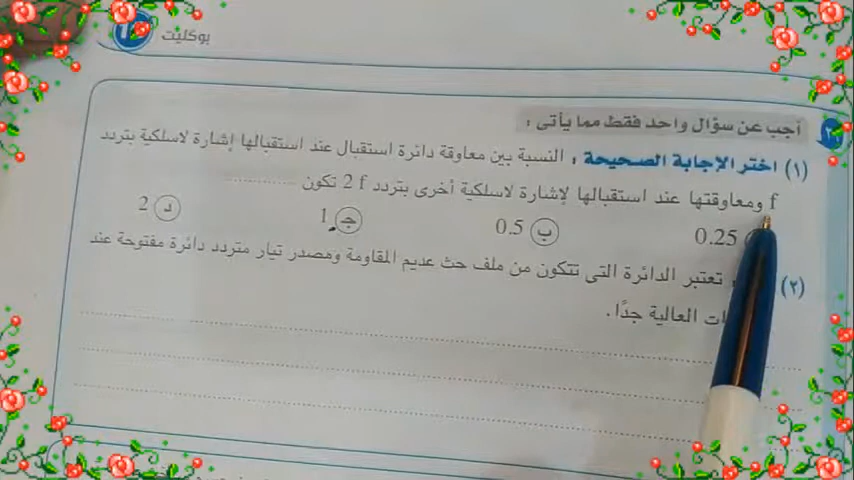 بوكليت
أجب عن سؤال واحد فقط مما يأتى :
(١) اختر الإجابة الصحيحة : النسبة بين معاوقة دائرة استقبال عند استقبالها إشارة لاسلكية بتردد
f ومعاوقتها عند استقبالها لإشارة لاسلكية أخرى بتردد 2 f تكون
0.25 ب 0.5 ج 1 د 2
(٢) تعتبر الدائرة التى تتكون من ملف حث عديم المقاومة ومصدر تيار متردد دائرة مفتوحة عند
العالية جدًا.